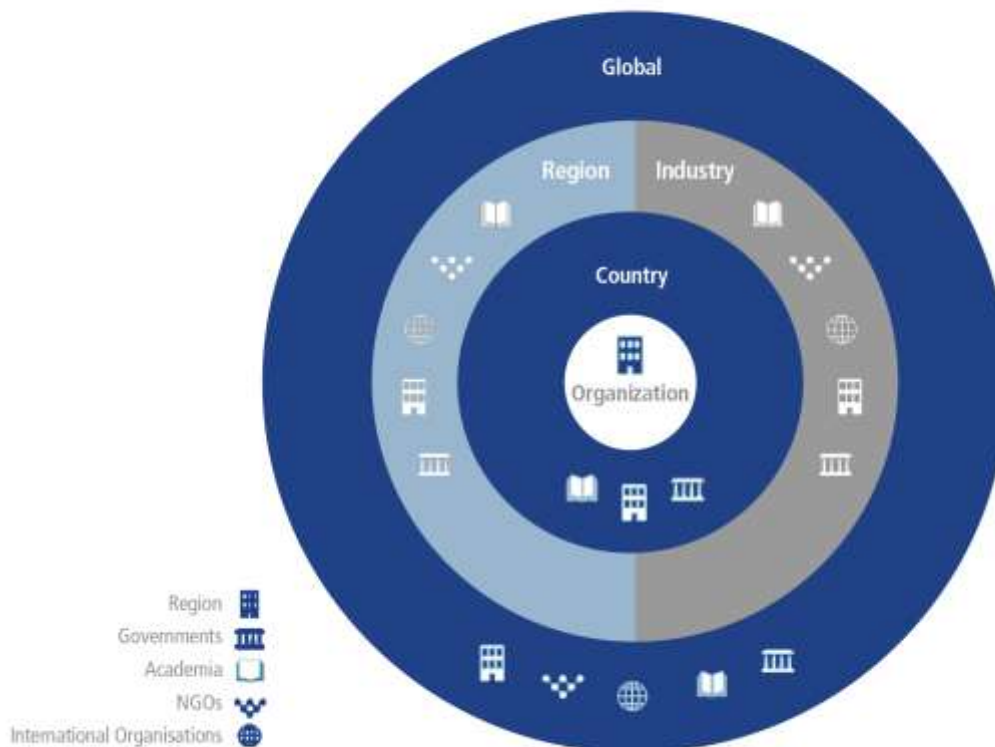 Global
Region Industry
Country
Organization
Region
Governments
Academia
NGOs
International Organisations